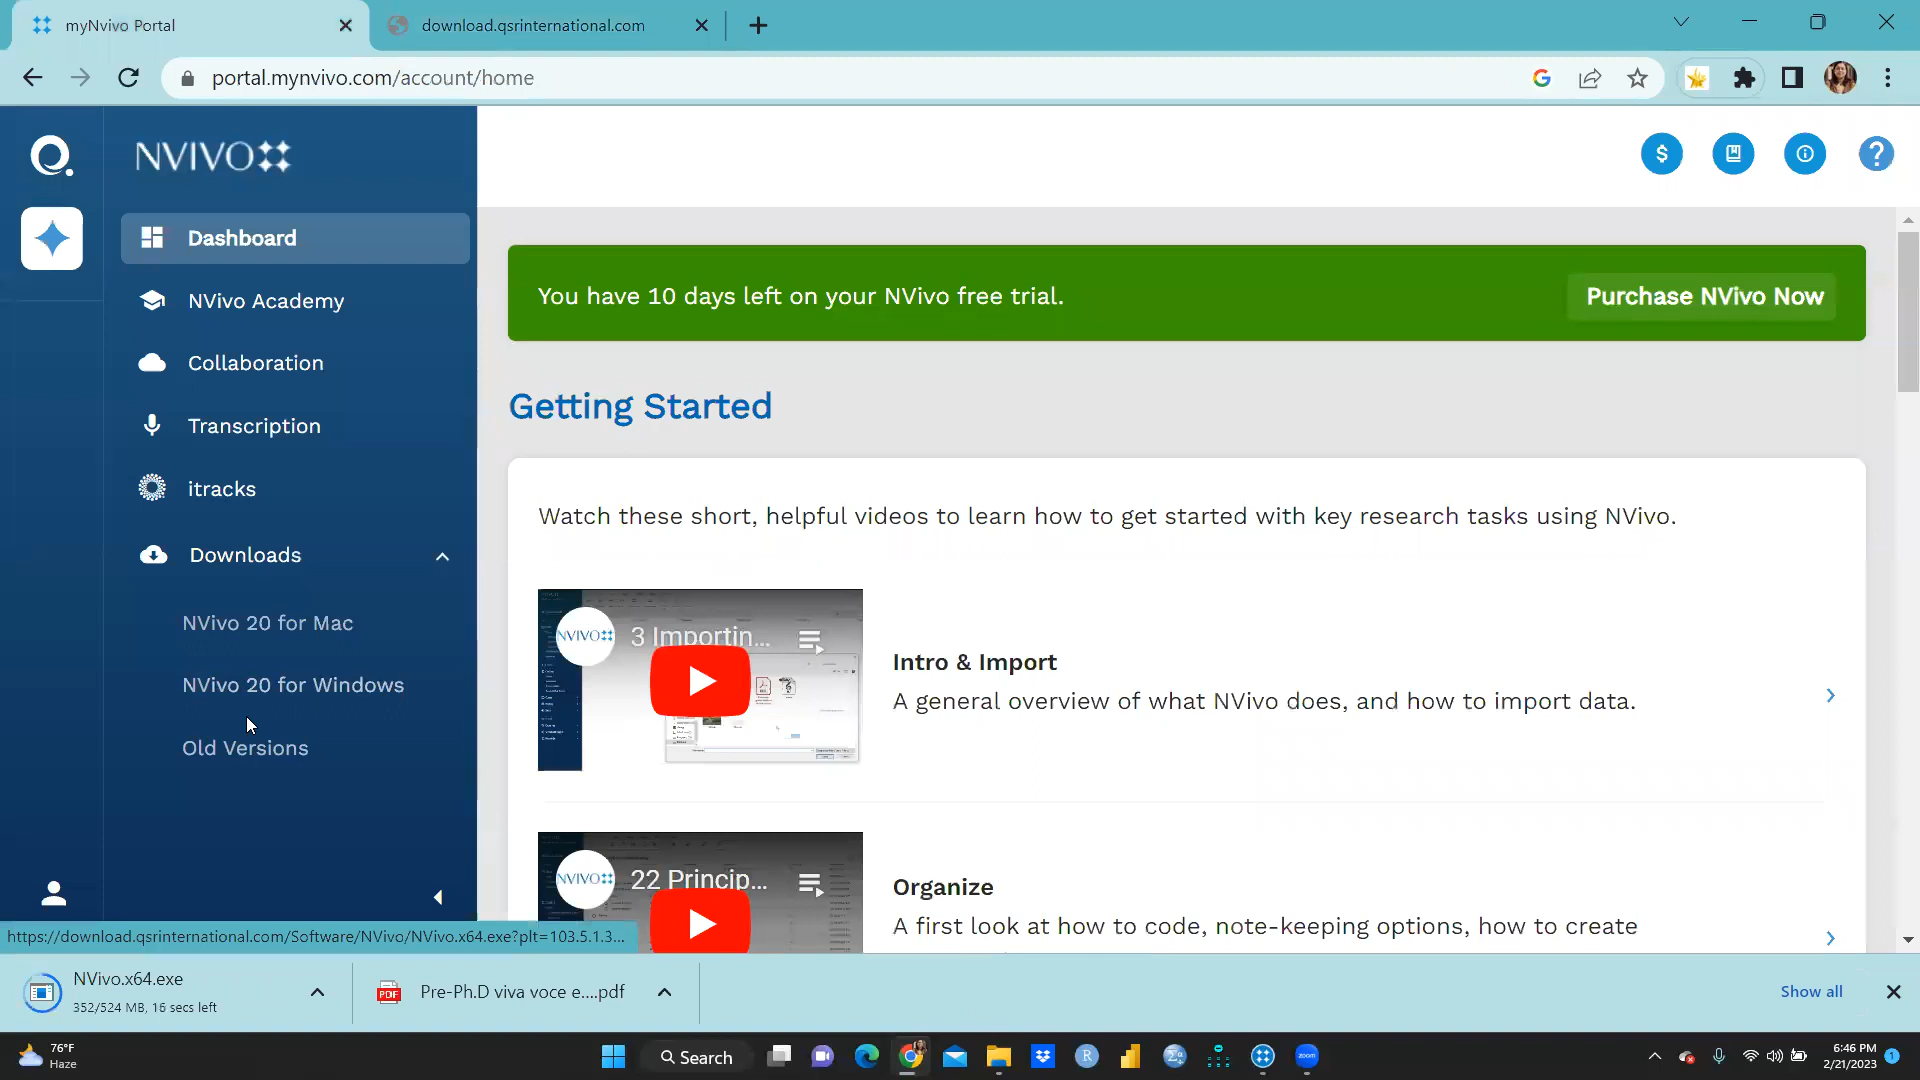 myNvivo Portal
download.qsrinternational.com
portal.mynvivo.com/account/home
NVIVO
Dashboard
NVivo Academy
Collaboration
Transcription
itracks
Downloads
NVivo 20 for Mac
NVivo 20 for Windows
Old Versions
You have 10 days left on your NVivo free trial.
Purchase NVivo Now
Getting Started
Watch these short, helpful videos to learn how to get started with key research tasks using NVivo.
NVIVO
3 Importin...
Intro & Import
A general overview of what NVivo does, and how to import data.
NVIVO
22 Princip...
Organize
A first look at how to code, note-keeping options, how to create
https://download.qsrinternational.com/Software/NVivo/NVivo.x64.exe?plt=103.5.1.3...
NVivo.x64.exe
352/524 MB, 16 secs left
PDF
Pre-Ph.D viva voce e....pdf
Show all
76°F
Haze
Search
R
zoom
6:46 PM
2/21/2023
1